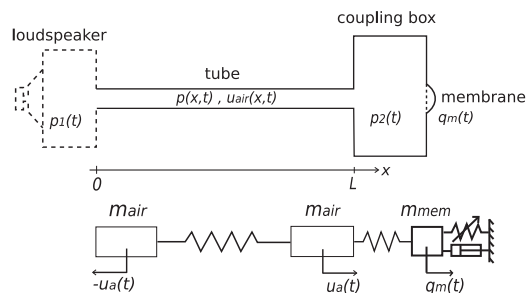 coupling box
loudspeaker
tube
p(x,t) , uair(x,t)
p1(t)
p2(t)
membrane
qm(t)
0
L
x
mair
mair
mmem
-ua(t)
ua(t)
qm(t)